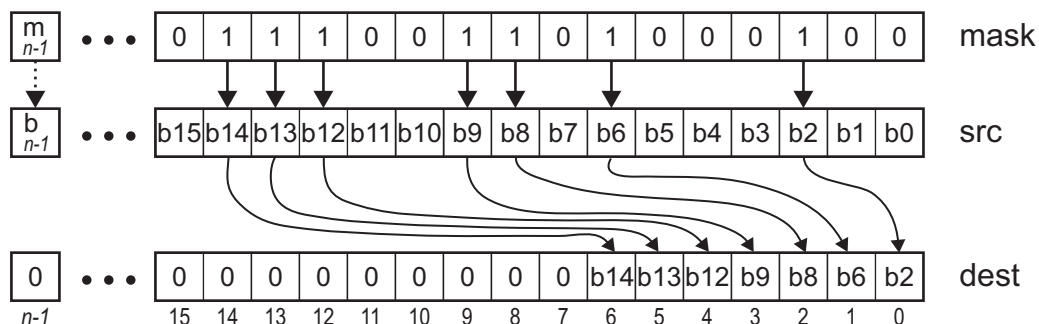 m n-1 • • • 0 1 1 1 0 0 1 1 0 1 0 0 0 1 0 0 mask
b n-1 • • • b15 b14 b13 b12 b11 b10 b9 b8 b7 b6 b5 b4 b3 b2 b1 b0 src
0 • • • 0 0 0 0 0 0 0 0 0 b14 b13 b12 b9 b8 b6 b2 dest
n-1 15 14 13 12 11 10 9 8 7 6 5 4 3 2 1 0